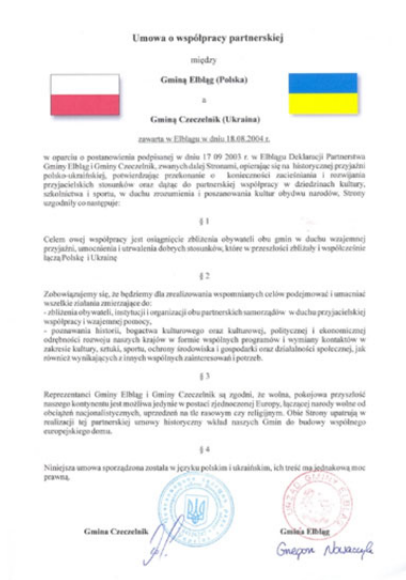 Umowa o współpracy partnerskiej
między
Gminą Elbląg (Polska)
a
Gminą Czeczelnik (Ukraina)
zawarta w Elblągu w dniu 18.08.2004 r.
w oparciu o postanowienia podpisanej w dniu 17 09 2003 r. w Elblągu Deklaracji Partnerstwa
Gminy Elbląg i Gminy Czeczelnik, zwanych dalej Stronami, opierając się na historycznej przyjaźni
polsko-ukraińskiej, potwierdzając przekonanie o konieczności zacieśniania i rozwijania
przyjacielskich stosunków oraz dążąc do partnerskiej współpracy w dziedzinach kultury,
szkolnictwa i sportu, w duchu zrozumienia i poszanowania kultur obydwu narodów, Strony
uzgodniły co następuje:
§ 1
Celem owej współpracy jest osiągnięcie zbliżenia obywateli obu gmin w duchu wzajemnej
przyjaźni, umocnienia i utrwalenia dobrych stosunków, które w przeszłości zbliżyły i współcześnie
łączą Polskę i Ukrainę
§ 2
Zobowiązujemy się, że będziemy dla zrealizowania wspomnianych celów podejmować i umacniać
wszelkie działania zmierzające do:
- zbliżenia obywateli, instytucji i organizacji obu partnerskich samorządów w duchu przyjacielskiej
współpracy i wzajemnej pomocy,
- poznawania historii, bogactwa kulturowego oraz kulturowej, politycznej i ekonomicznej
odrębności rozwoju naszych krajów w formie wspólnych programów i wymiany kontaktów w
zakresie kultury, sztuki, sportu, ochrony środowiska i gospodarki oraz działalności społecznej, jak
również wynikających z innych wspólnych zainteresowań i potrzeb.
§ 3
Reprezentanci Gminy Elbląg i Gminy Czeczelnik są zgodni, że wolna, pokojowa przyszłość
naszego kontynentu jest możliwa jedynie w postaci zjednoczonej Europy, łączącej narody wolne od
obciążeń nacjonalistycznych, uprzedzeń na tle rasowym czy religijnym. Obie Strony upatrują w
realizacji tej partnerskiej umowy historyczny wkład naszych Gmin do budowy wspólnego
europejskiego domu.
§ 4
Niniejsza umowa sporządzona została w języku polskim i ukraińskim, ich treść ma jednakową moc
prawną.
Gmina Czeczelnik
Gmina Elbląg